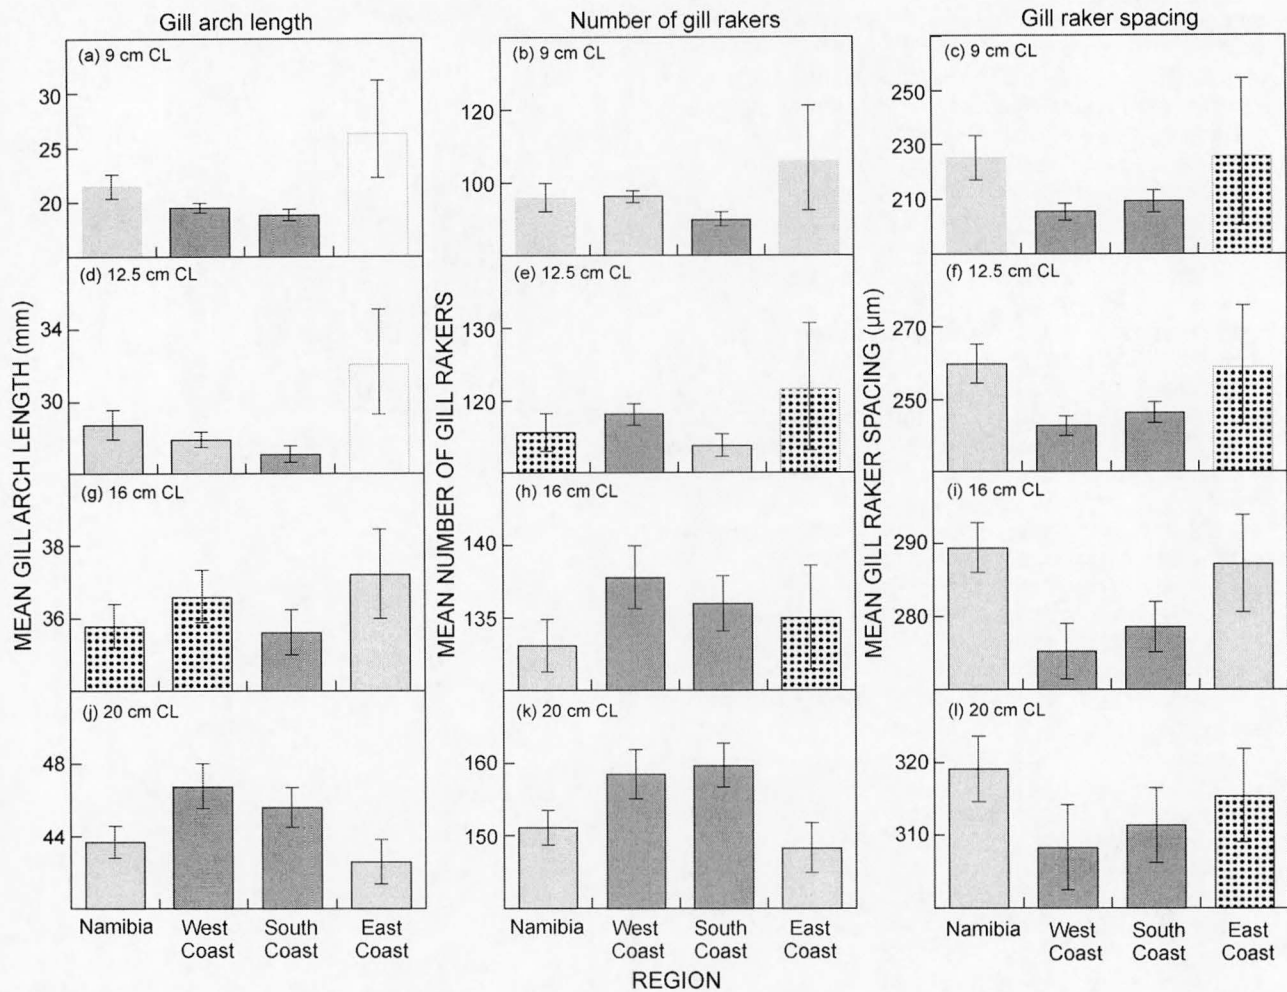 Gill arch length
Number of gill rakers
Gill raker spacing
MEAN GILL ARCH LENGTH (mm)
MEAN NUMBER OF GILL RAKERS
MEAN GILL RAKER SPACING (µm)
(a) 9 cm CL
30
25
20
(b) 9 cm CL
120
100
(c) 9 cm CL
250
230
210
(d) 12.5 cm CL
34
30
(e) 12.5 cm CL
130
120
(f) 12.5 cm CL
270
250
(g) 16 cm CL
38
36
(h) 16 cm CL
140
135
(i) 16 cm CL
290
280
(j) 20 cm CL
48
44
(k) 20 cm CL
160
150
(l) 20 cm CL
320
310
Namibia
West
Coast
South
Coast
East
Coast
Namibia
West
Coast
South
Coast
East
Coast
Namibia
West
Coast
South
Coast
East
Coast
REGION